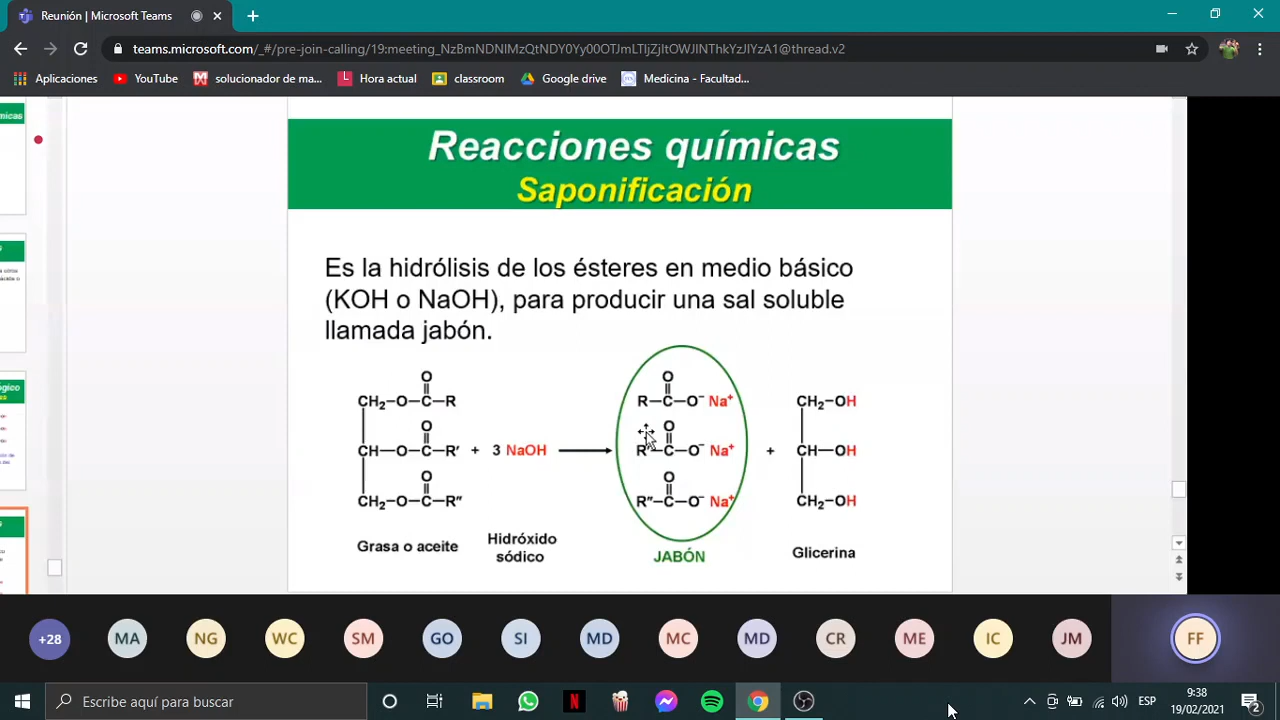 Reunión | Microsoft Teams
teams.microsoft.com/_#/pre-join-calling/19:meeting_NzBmNDNlMzQtNDY0Yy00OTJmLTljZjItOWJlNThkYzJlYzA1@thread.v2
Aplicaciones YouTube solucionador de ma... Hora actual classroom Google drive Medicina - Facultad...
Reacciones químicas
Saponificación
Es la hidrólisis de los ésteres en medio básico
(KOH o NaOH), para producir una sal soluble
llamada jabón.
O O
CH₂–O–C–R R–C–O⁻ Na⁺ CH₂–OH
O O
CH–O–C–R' + 3 NaOH R'–C–O⁻ Na⁺ + CH–OH
O O
CH₂–O–C–R" R"–C–O⁻ Na⁺ CH₂–OH
Grasa o aceite Hidróxido sódico JABÓN Glicerina
+28 MA NG WC SM GO SI MD MC MD CR ME IC JM FF
Escribe aquí para buscar
ESP
9:38
19/02/2021
2